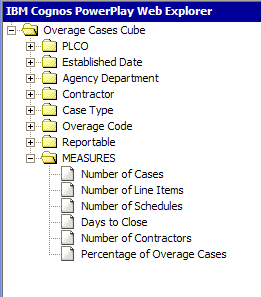 IBM Cognos PowerPlay Web Explorer
Overage Cases Cube
PLCO
Established Date
Agency Department
Contractor
Case Type
Overage Code
Reportable
MEASURES
Number of Cases
Number of Line Items
Number of Schedules
Days to Close
Number of Contractors
Percentage of Overage Cases